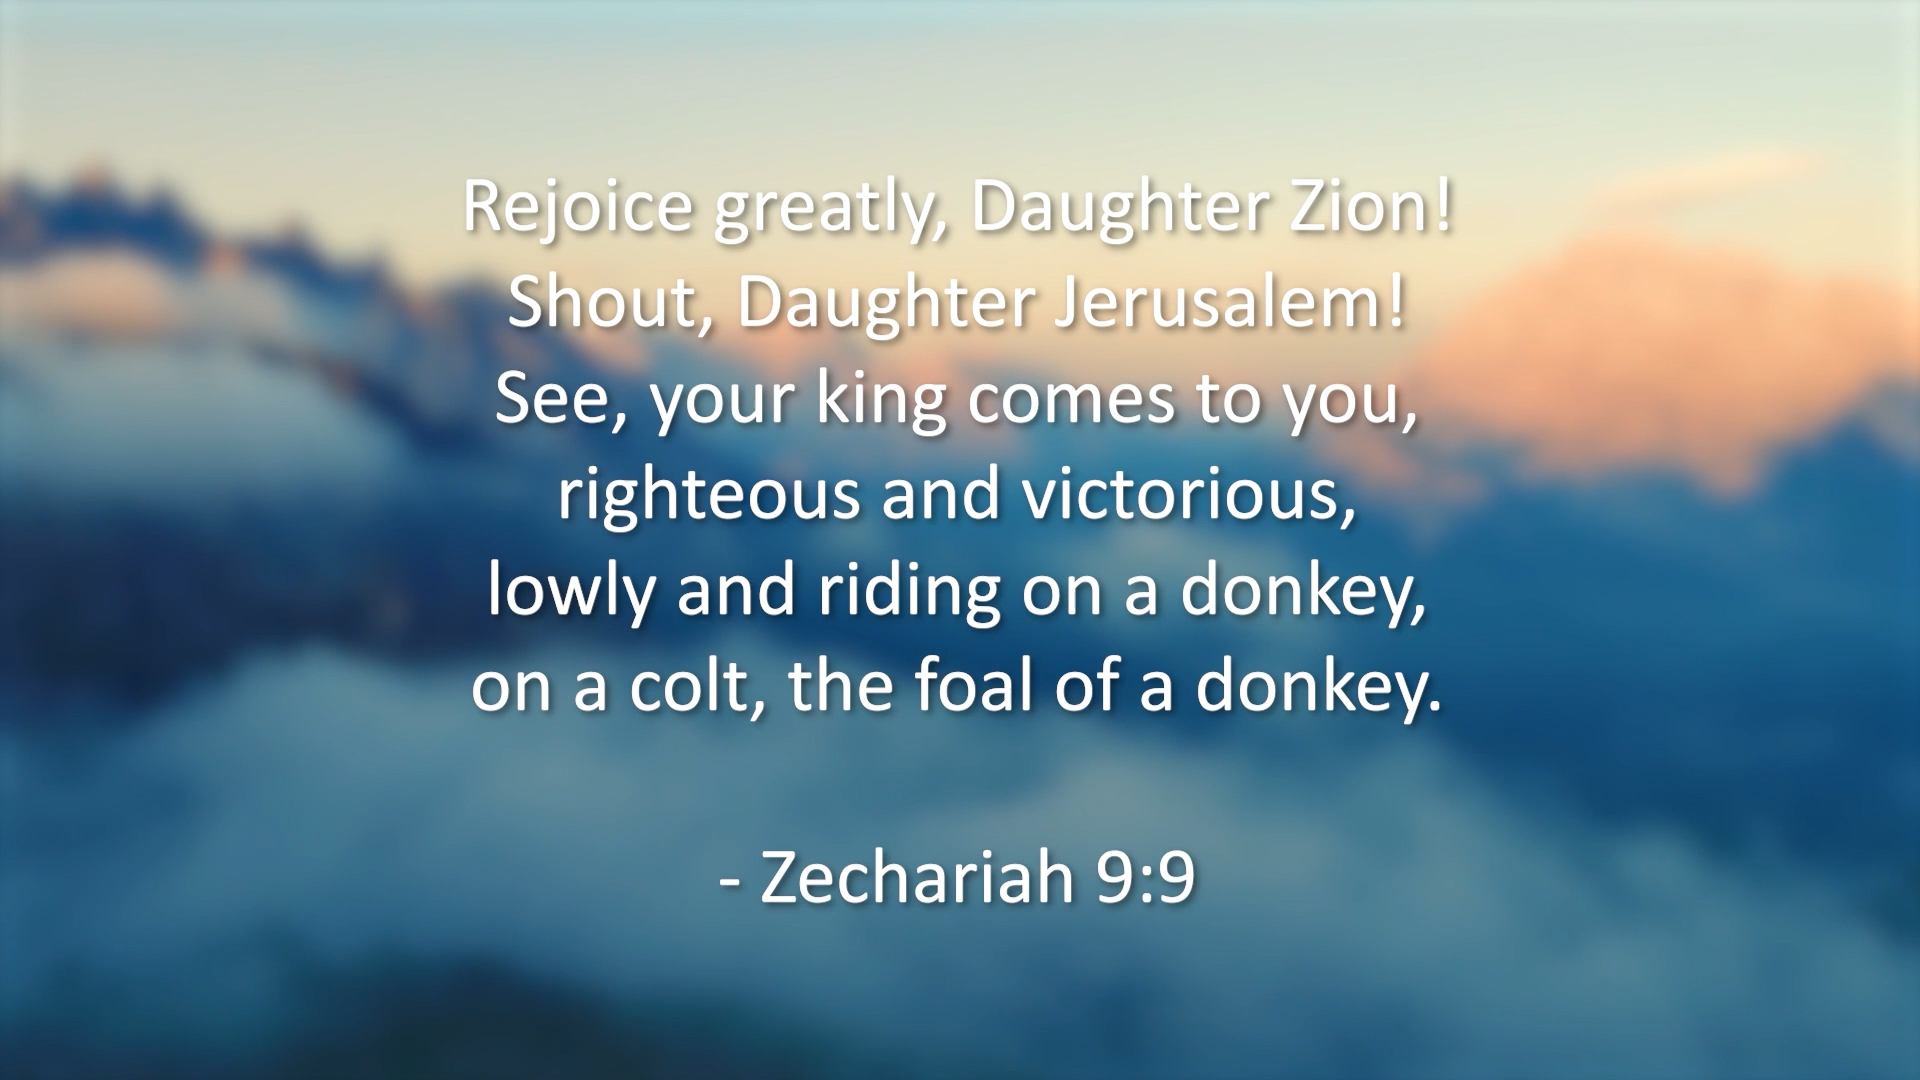 Rejoice greatly, Daughter Zion!
Shout, Daughter Jerusalem!
See, your king comes to you,
righteous and victorious,
lowly and riding on a donkey,
on a colt, the foal of a donkey.
- Zechariah 9:9